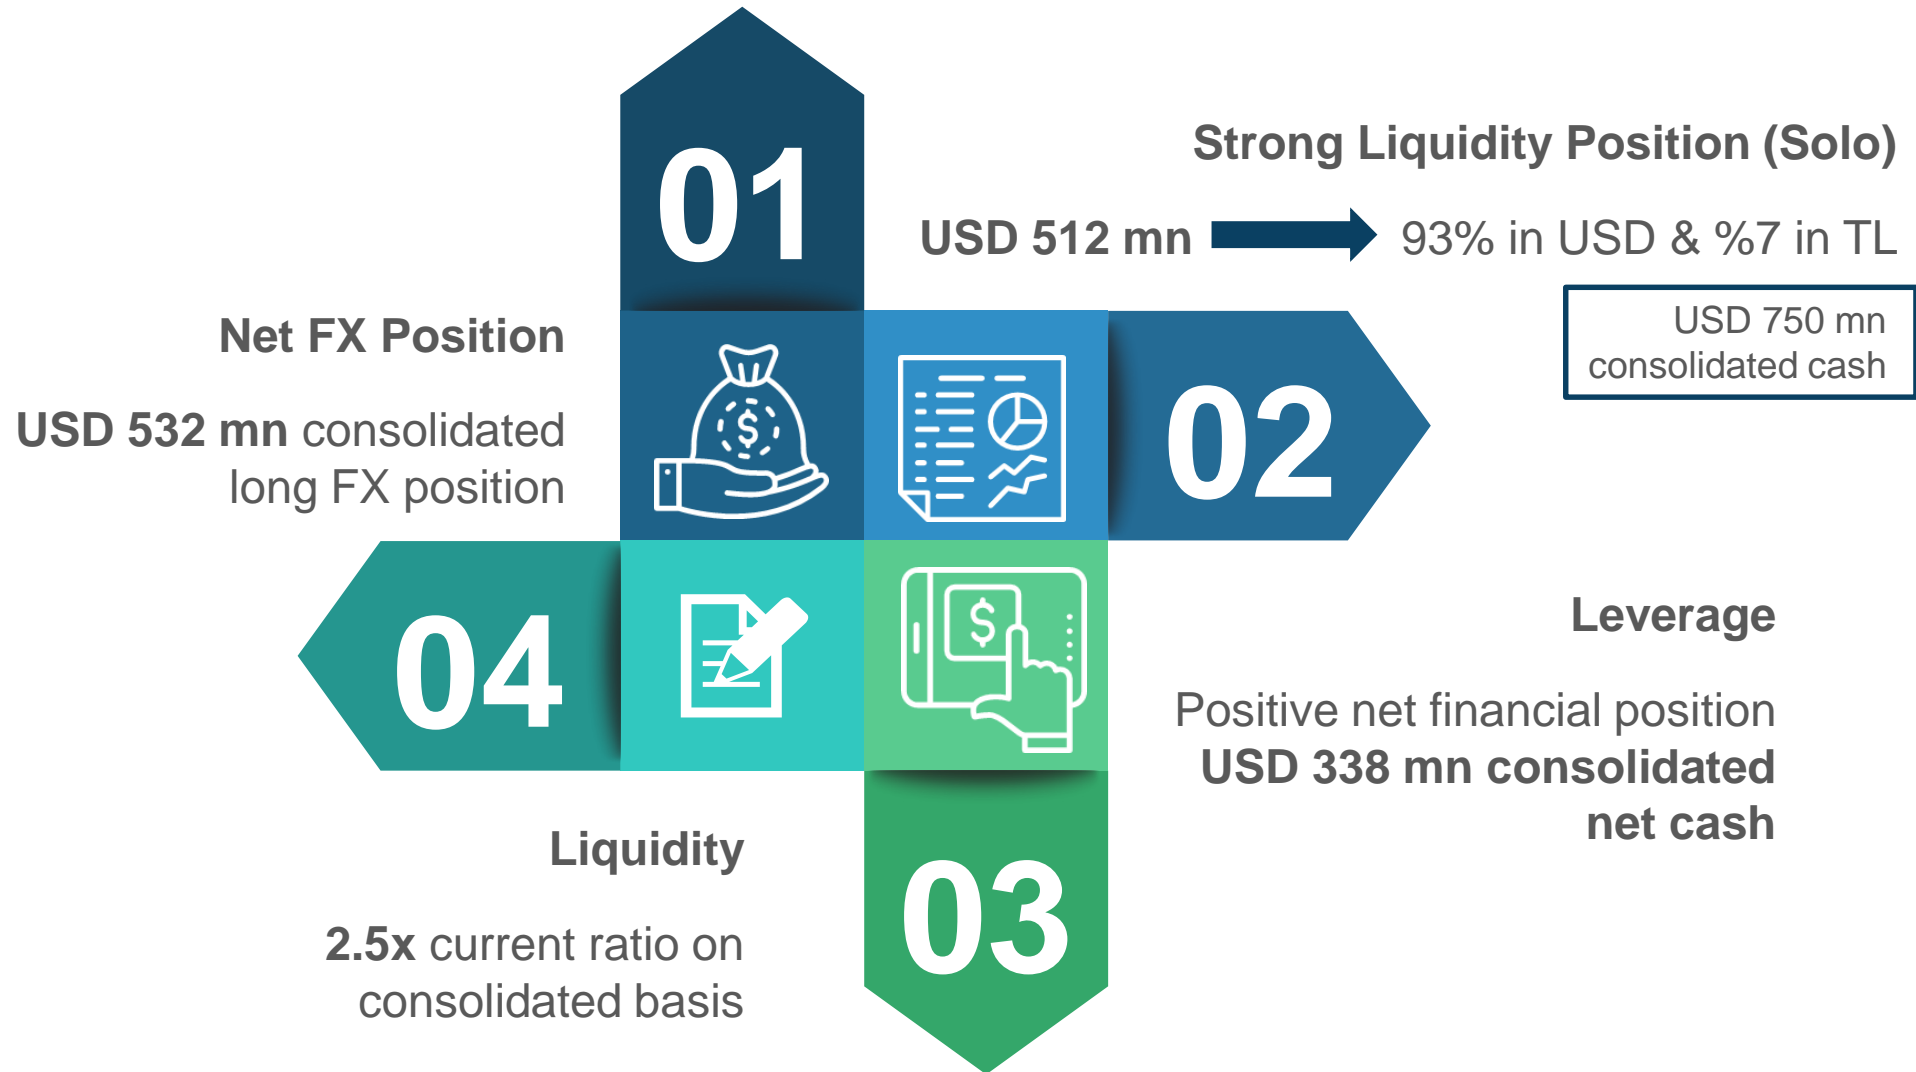 01
Strong Liquidity Position (Solo)
USD 512 mn
93% in USD & %7 in TL
USD 750 mn
consolidated cash
Net FX Position
USD 532 mn consolidated
long FX position
$
02
04
$
Leverage
Positive net financial position
USD 338 mn consolidated
net cash
Liquidity
2.5x current ratio on
consolidated basis
03